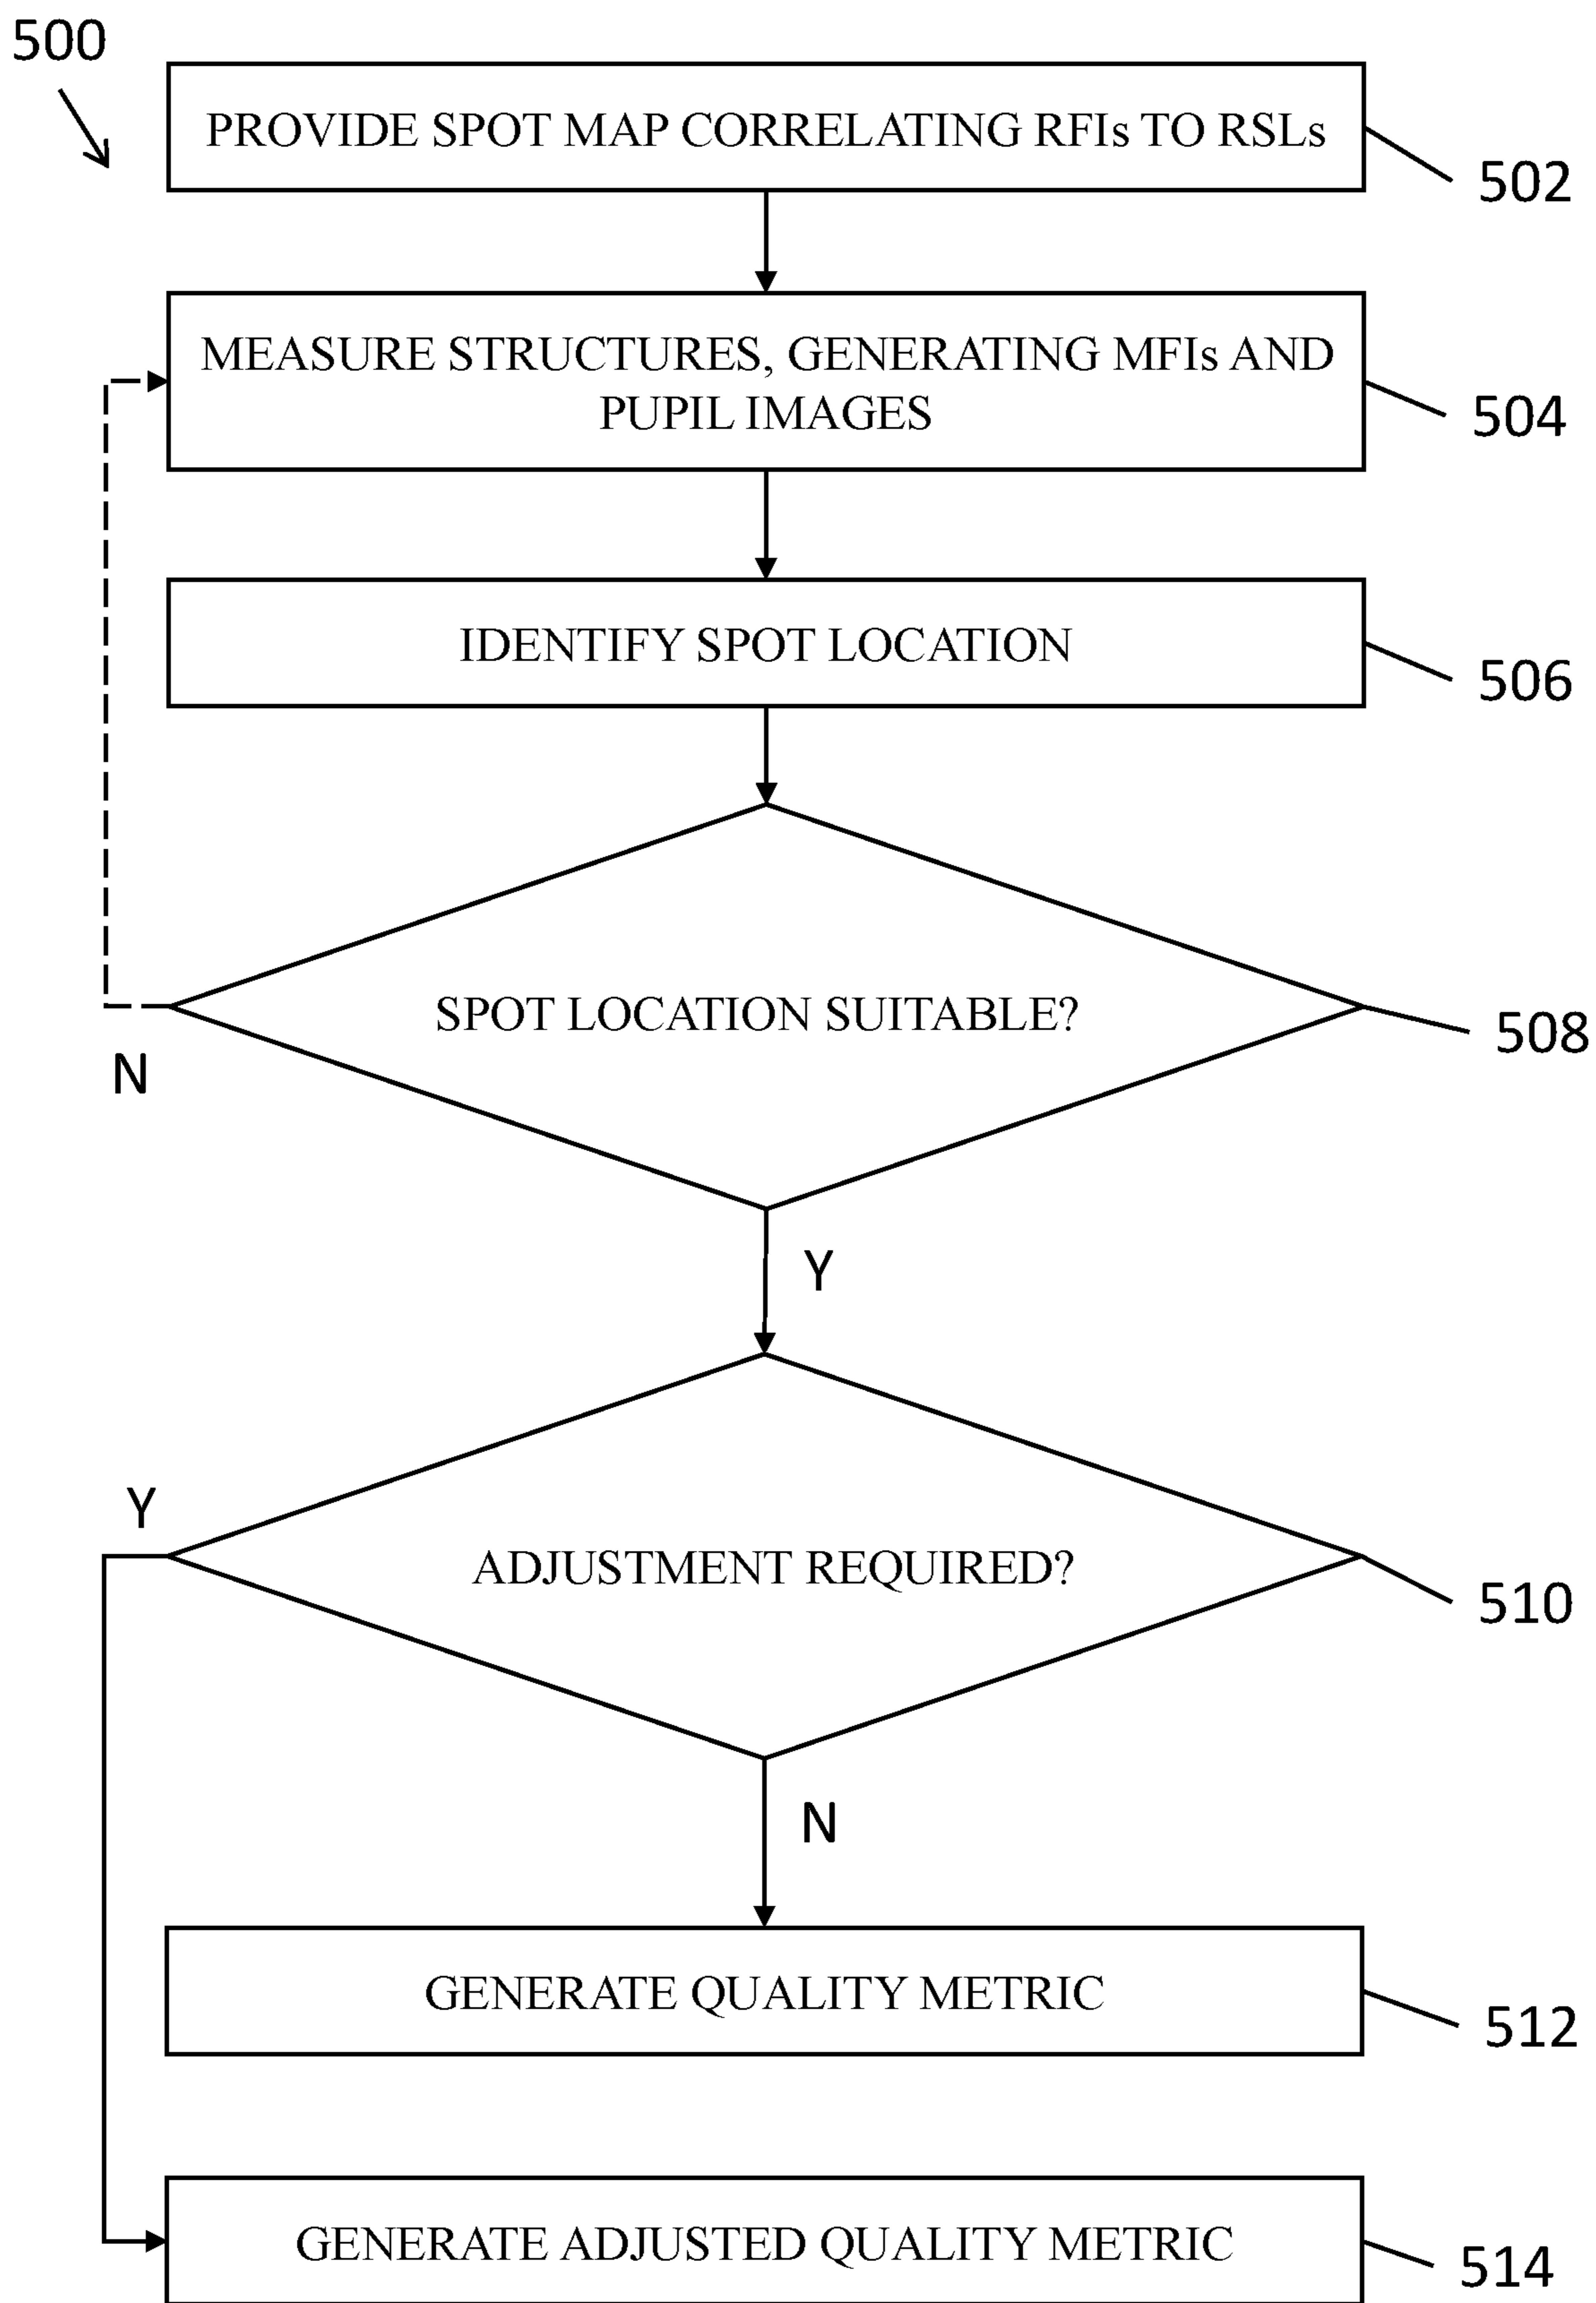 500
PROVIDE SPOT MAP CORRELATING RFIs TO RSLs
502
MEASURE STRUCTURES, GENERATING MFIs AND
PUPIL IMAGES
504
IDENTIFY SPOT LOCATION
506
SPOT LOCATION SUITABLE?
508
N
Y
Y
ADJUSTMENT REQUIRED?
510
N
GENERATE QUALITY METRIC
512
GENERATE ADJUSTED QUALITY METRIC
514